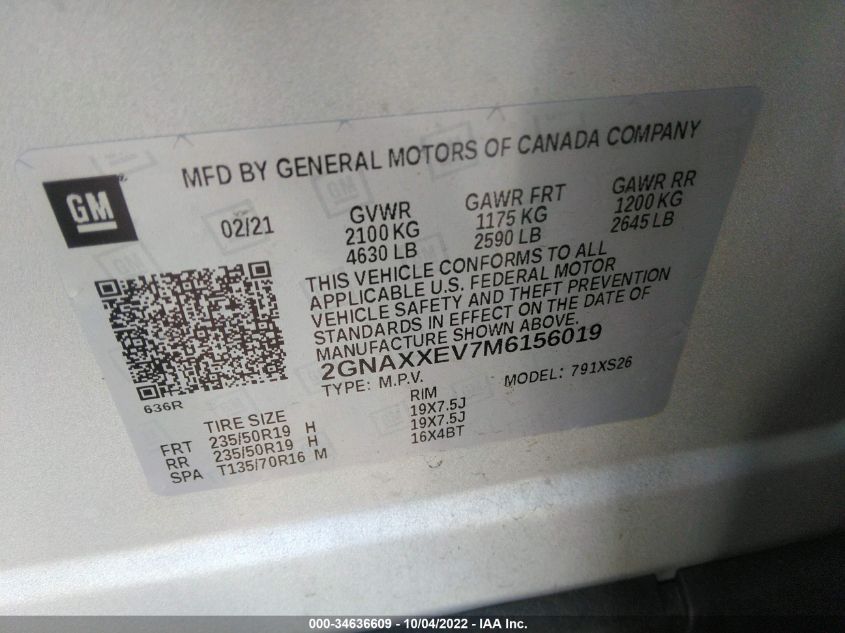 MFD BY GENERAL MOTORS OF CANADA COMPANY
GM
02/21
GVWR
2100 KG
4630 LB
GAWR FRT
1175 KG
2590 LB
GAWR RR
1200 KG
2645 LB
THIS VEHICLE CONFORMS TO ALL
APPLICABLE U.S. FEDERAL MOTOR
VEHICLE SAFETY AND THEFT PREVENTION
STANDARDS IN EFFECT ON THE DATE OF
MANUFACTURE SHOWN ABOVE.
2GNAXXEV7M6156019
TYPE: M.P.V. MODEL: 791XS26
636R
TIRE SIZE RIM
FRT 235/50R19 H 19X7.5J
RR 235/50R19 H 19X7.5J
SPA T135/70R16 M 16X4BT
000-34636609 - 10/04/2022 - IAA Inc.